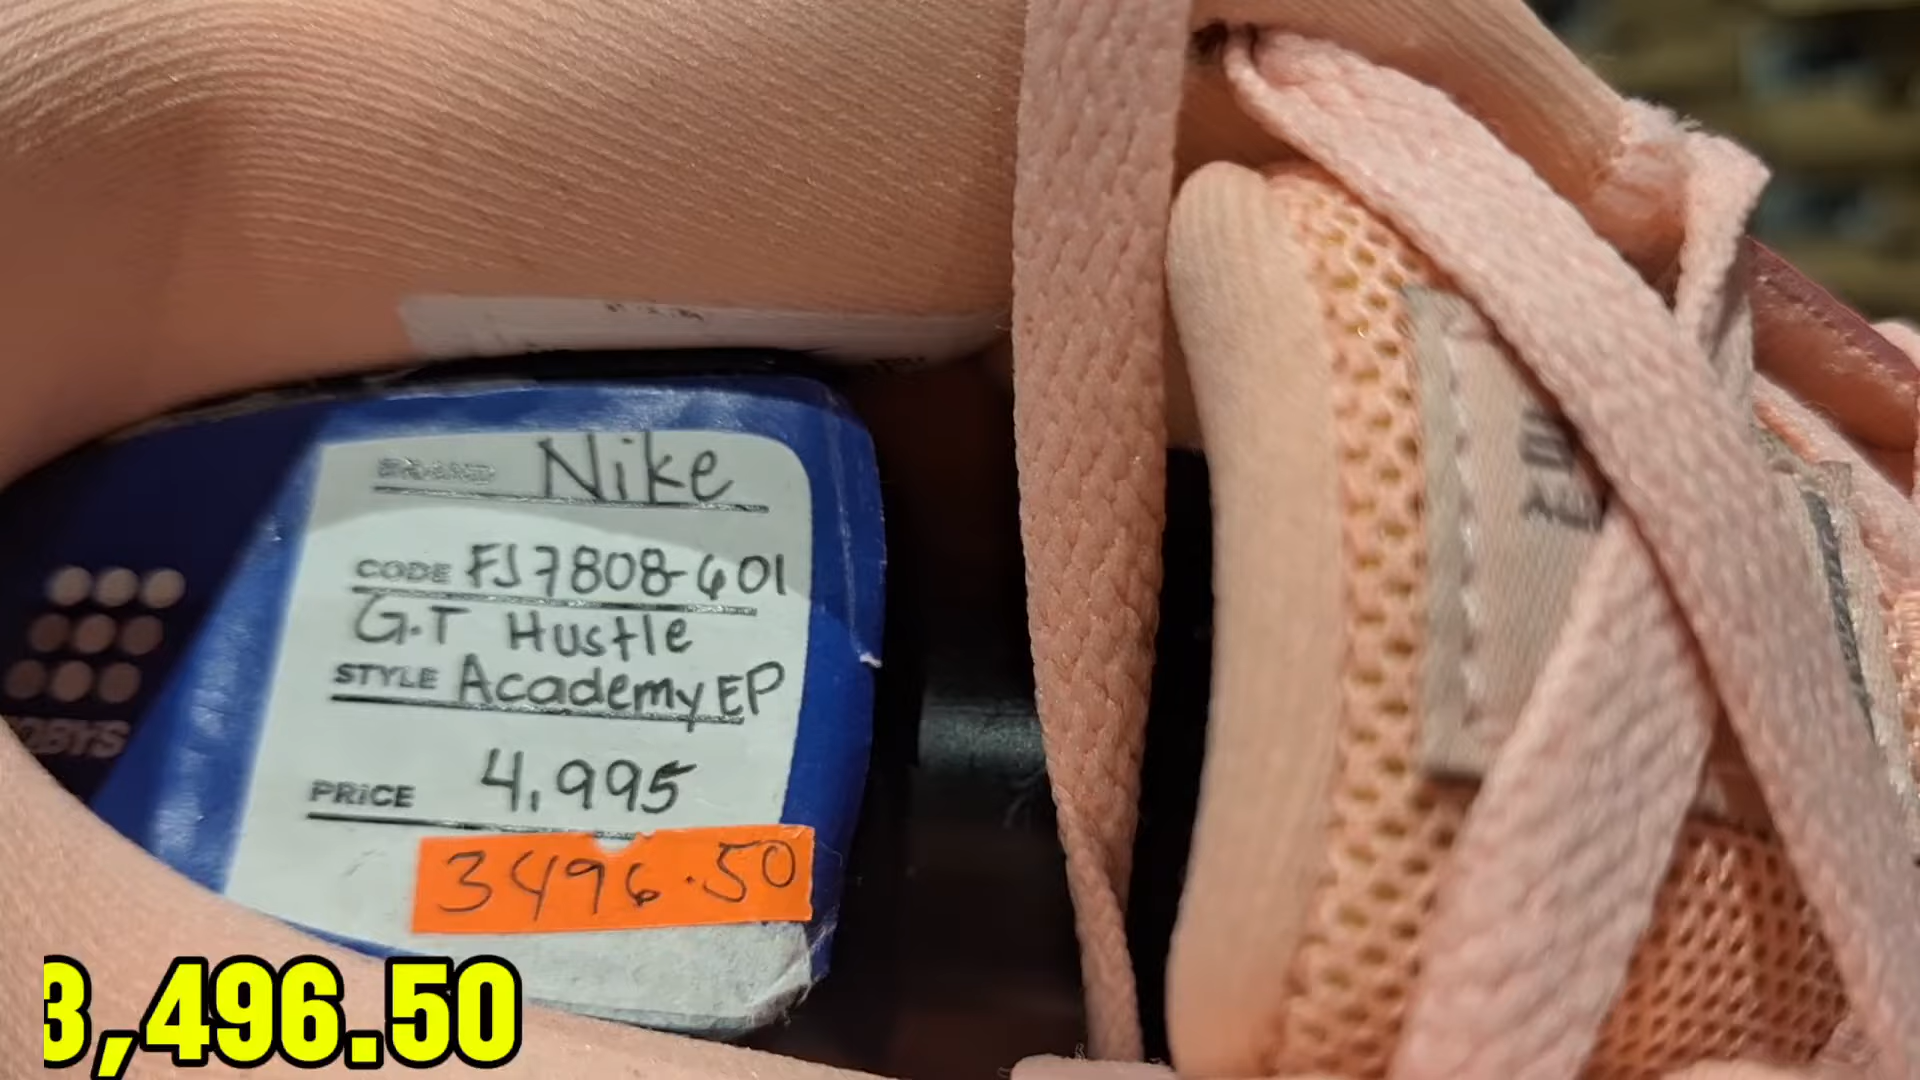 BRAND Nike
CODE FJ7808-601
G.T Hustle
STYLE Academy EP
PRICE 4,995
3496.50
3,496.50